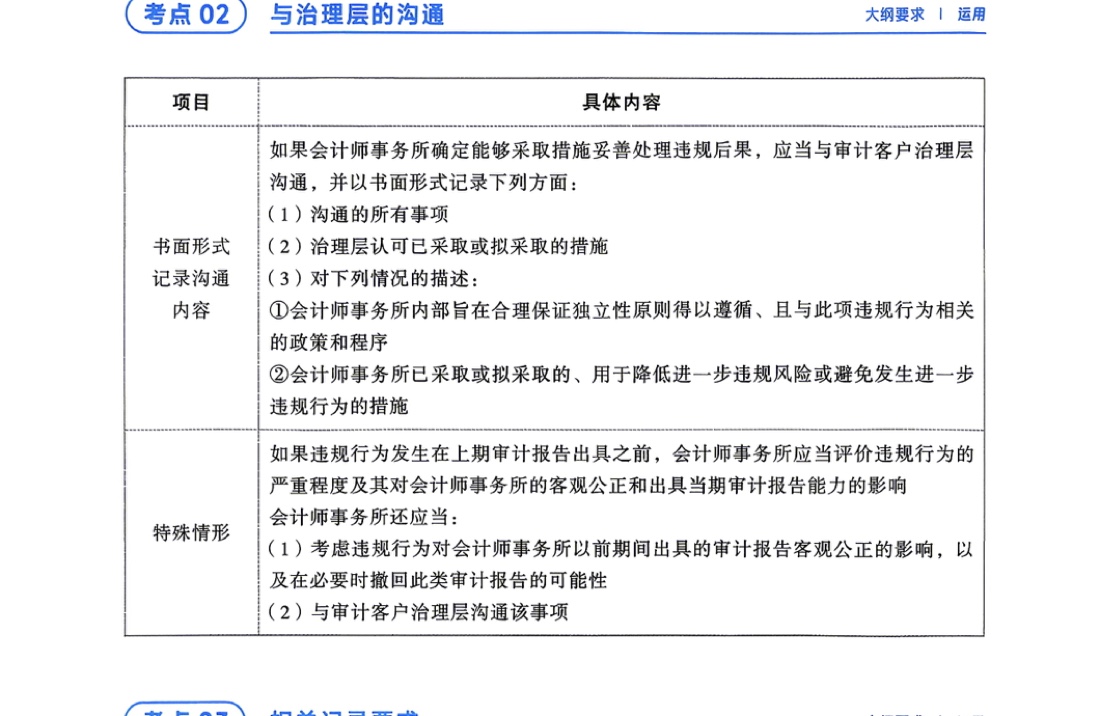 考点 02 与治理层的沟通 大纲要求 | 运用
项目 具体内容
书面形式
记录沟通
内容
如果会计师事务所确定能够采取措施妥善处理违规后果，应当与审计客户治理层
沟通，并以书面形式记录下列方面：
（1）沟通的所有事项
（2）治理层认可已采取或拟采取的措施
（3）对下列情况的描述：
①会计师事务所内部旨在合理保证独立性原则得以遵循、且与此项违规行为相关
的政策和程序
②会计师事务所已采取或拟采取的、用于降低进一步违规风险或避免发生进一步
违规行为的措施
特殊情形
如果违规行为发生在上期审计报告出具之前，会计师事务所应当评价违规行为的
严重程度及其对会计师事务所的客观公正和出具当期审计报告能力的影响
会计师事务所还应当：
（1）考虑违规行为对会计师事务所以前期间出具的审计报告客观公正的影响，以
及在必要时撤回此类审计报告的可能性
（2）与审计客户治理层沟通该事项